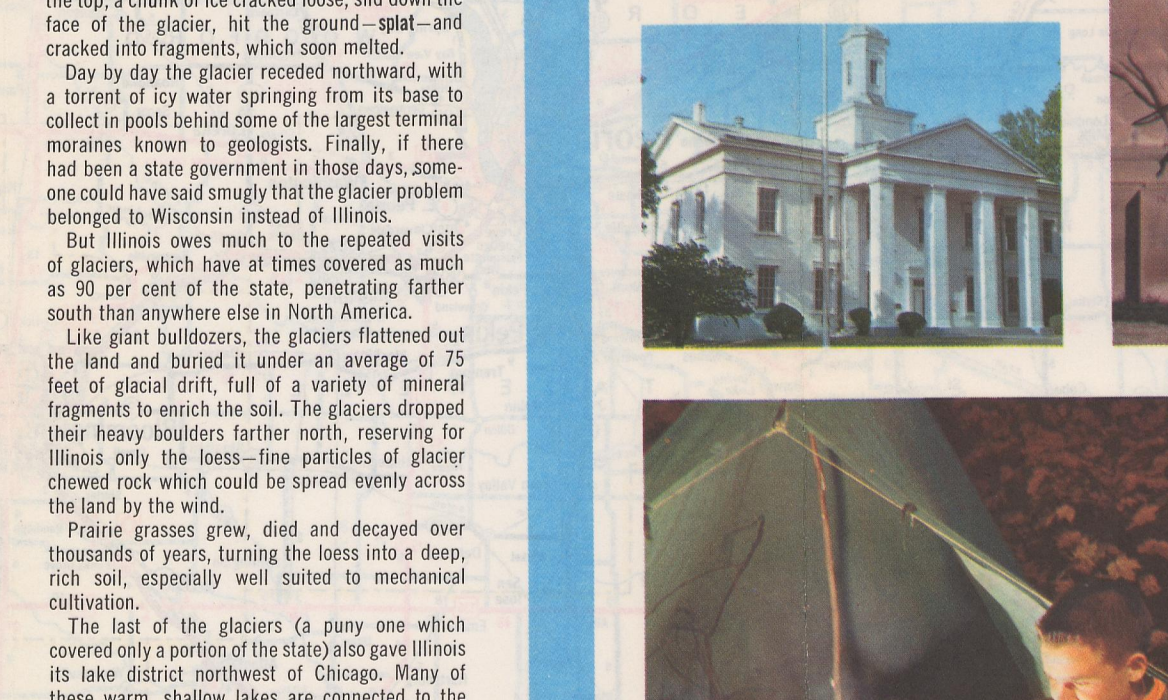 the top, a chunk of ice cracked loose, slid down the
face of the glacier, hit the ground—splat—and
cracked into fragments, which soon melted.
Day by day the glacier receded northward, with
a torrent of icy water springing from its base to
collect in pools behind some of the largest terminal
moraines known to geologists. Finally, if there
had been a state government in those days, some-
one could have said smugly that the glacier problem
belonged to Wisconsin instead of Illinois.
But Illinois owes much to the repeated visits
of glaciers, which have at times covered as much
as 90 per cent of the state, penetrating farther
south than anywhere else in North America.
Like giant bulldozers, the glaciers flattened out
the land and buried it under an average of 75
feet of glacial drift, full of a variety of mineral
fragments to enrich the soil. The glaciers dropped
their heavy boulders farther north, reserving for
Illinois only the loess—fine particles of glacier
chewed rock which could be spread evenly across
the land by the wind.
Prairie grasses grew, died and decayed over
thousands of years, turning the loess into a deep,
rich soil, especially well suited to mechanical
cultivation.
The last of the glaciers (a puny one which
covered only a portion of the state) also gave Illinois
its lake district northwest of Chicago. Many of
these warm, shallow lakes are connected to the